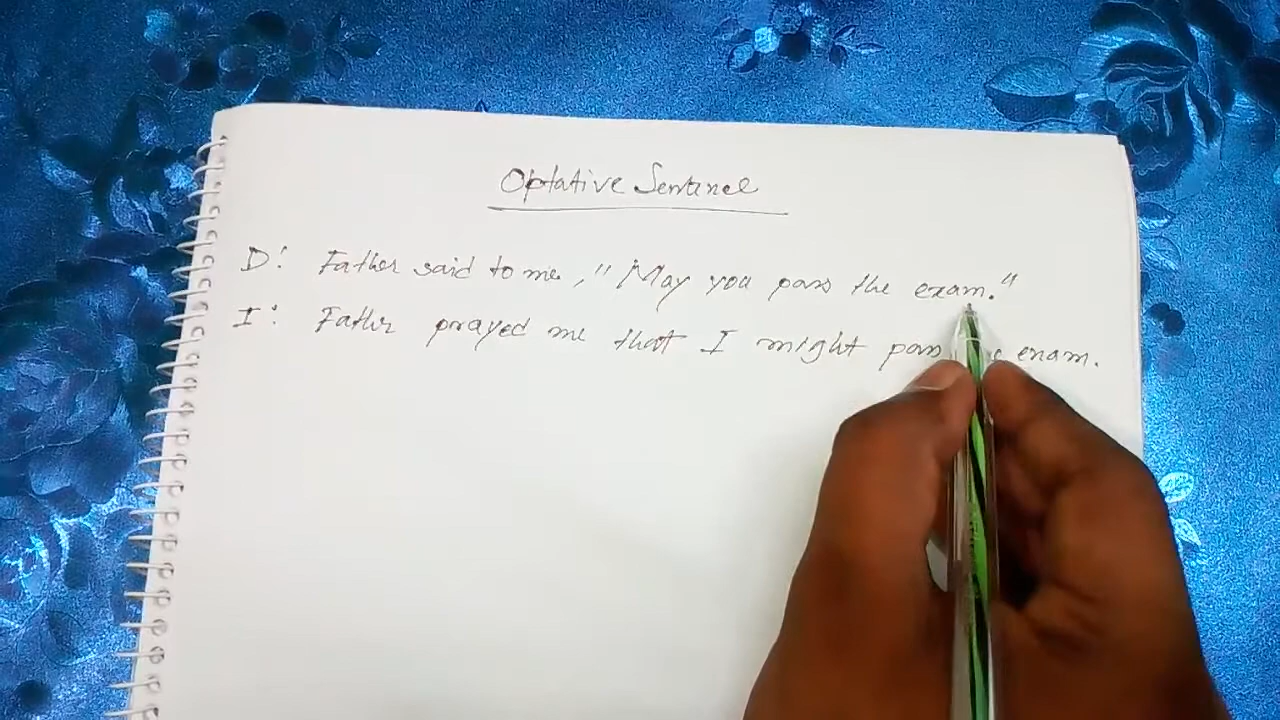 Optative Sentence
D: Father said to me, "May you pass the exam."
I: Father prayed me that I might pass exam.